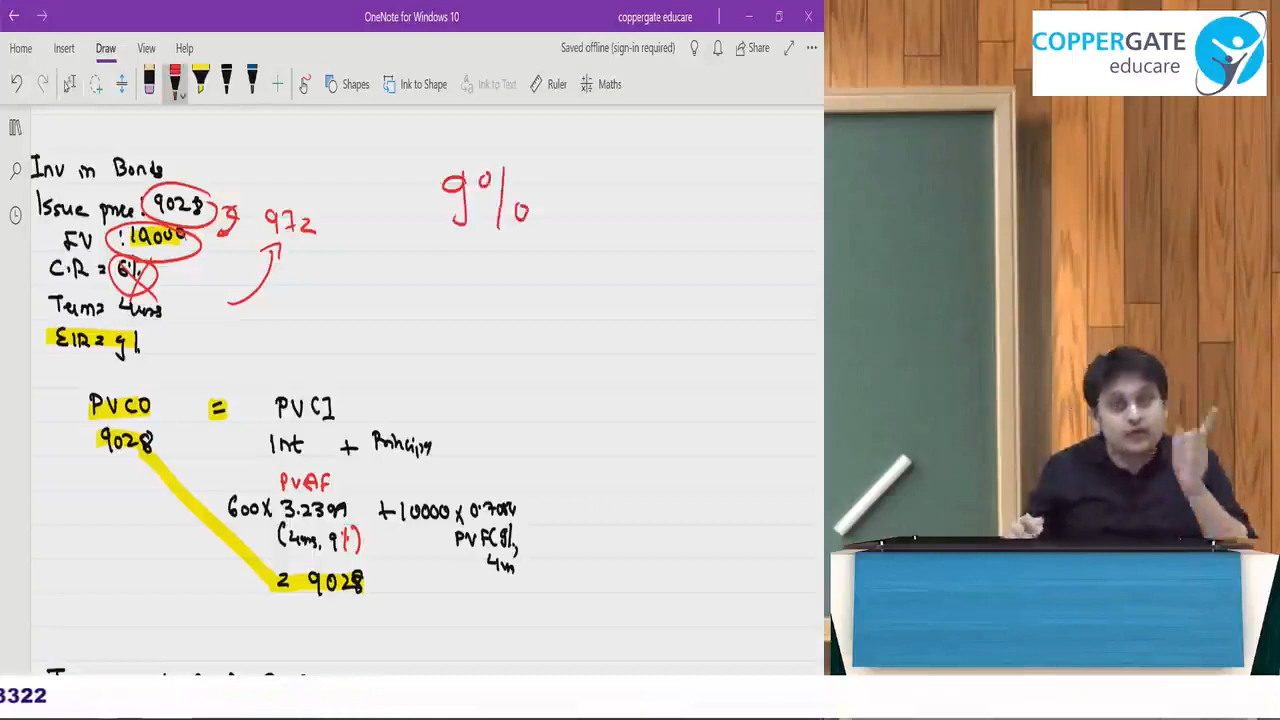 OneNote for Windows 10
coppergate educare
Home Insert Draw View Help
Saved offline (sign-in required)
Share
Shapes
Ink to Shape
Ink to Text
Ruler
Maths
COPPERGATE
educare
Inv in Bonds
Issue price: 9028
FV : 10000
972
9%
C.R = 6%
Term = 4yrs
EIR = 9%
PVCO = PVCI
9028 Int + Principal
PVAF
600 x 3.2399 + 10000 x 0.7084
(4yrs, 9%) PVF(9%,
4yr
= 9028
3322